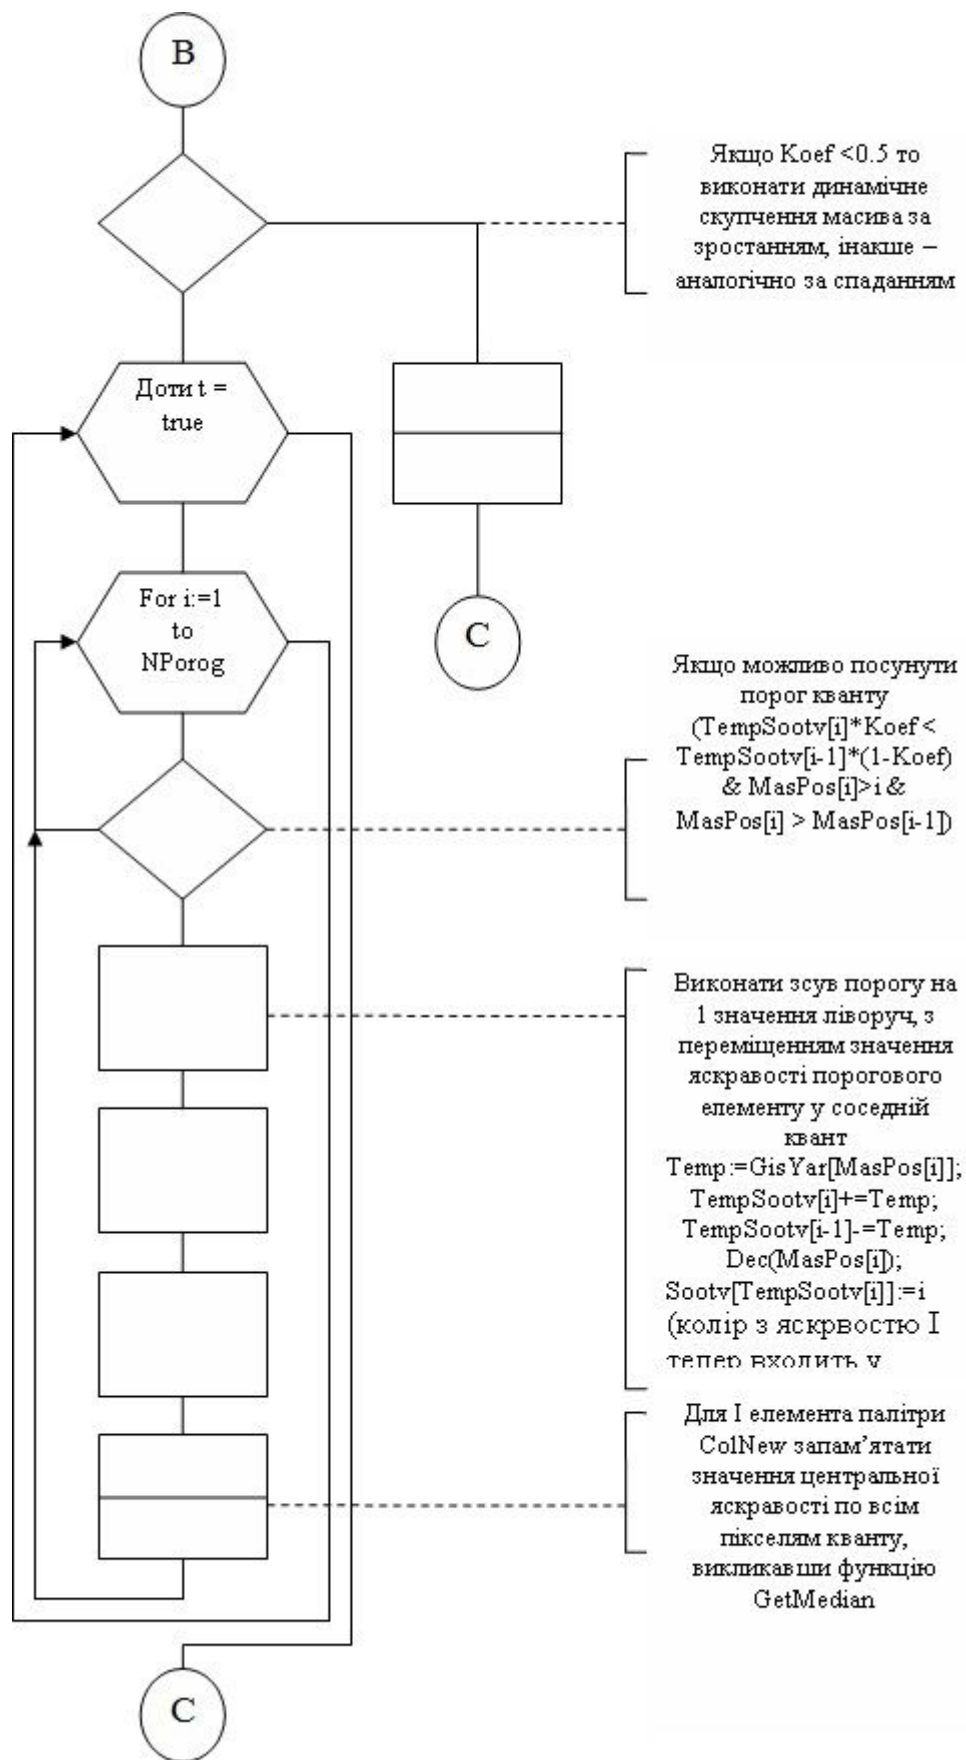 B
Якщо Koef <0.5 то
виконати динамічне
скупчення масива за
зростанням, інакше –
аналогічно за спаданням
Доти t =
true
For i:=1
to
NPorog
C
Якщо можливо посунути
порог кванту
(TempSootv[i]*Koef <
TempSootv[i-1]*(1-Koef)
& MasPos[i]>i &
MasPos[i] > MasPos[i-1])
Виконати зсув порогу на
1 значення ліворуч, з
переміщенням значення
яскравості порогового
елементу у соседній
квант
Temp:=GisYar[MasPos[i]];
TempSootv[i]+=Temp;
TempSootv[i-1]-=Temp;
Dec(MasPos[i]);
Sootv[TempSootv[i]]:=i
(колір з яскрвостю I
тепер входить у
Для I елемента палітри
ColNew запам’ятати
значення центральної
яскравості по всім
пікселям кванту,
викликавши функцію
GetMedian
C